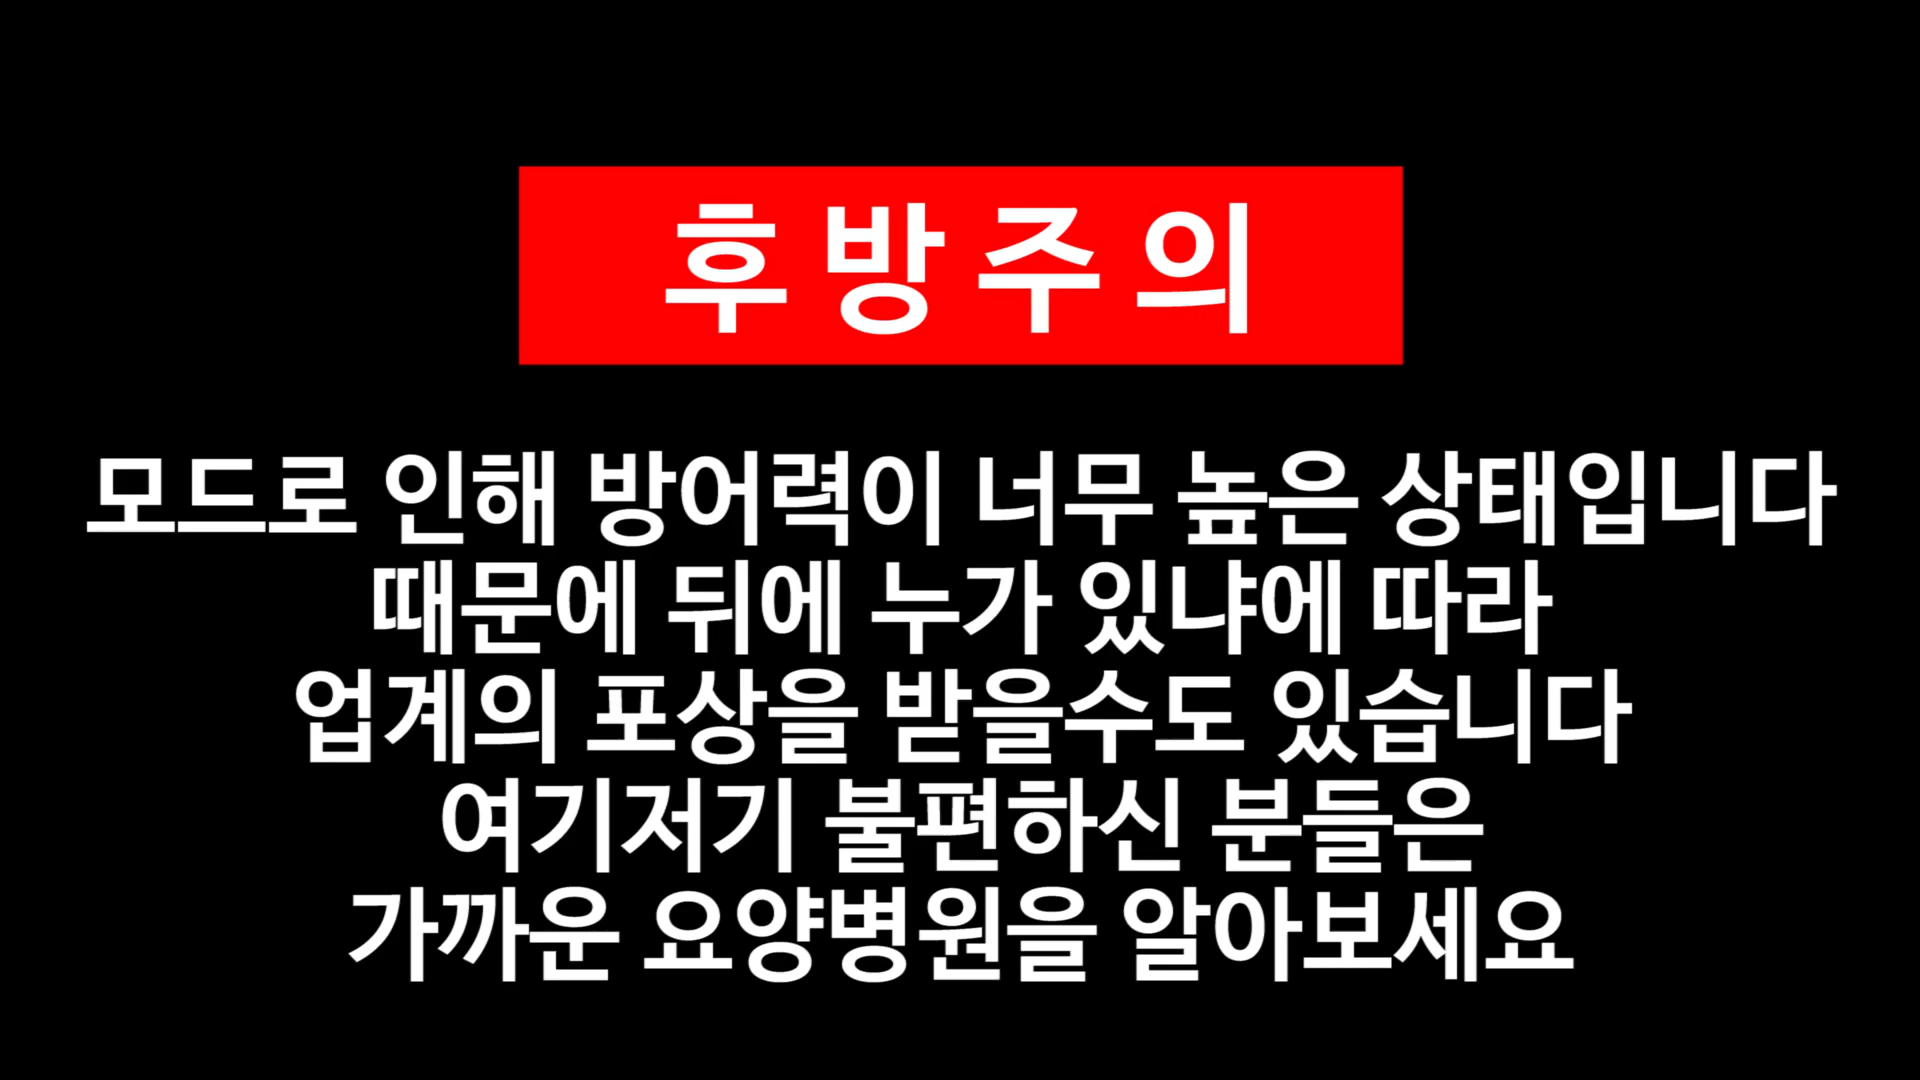 후방주의
모드로 인해 방어력이 너무 높은 상태입니다
때문에 뒤에 누가 있냐에 따라
업계의 포상을 받을수도 있습니다
여기저기 불편하신 분들은
가까운 요양병원을 알아보세요